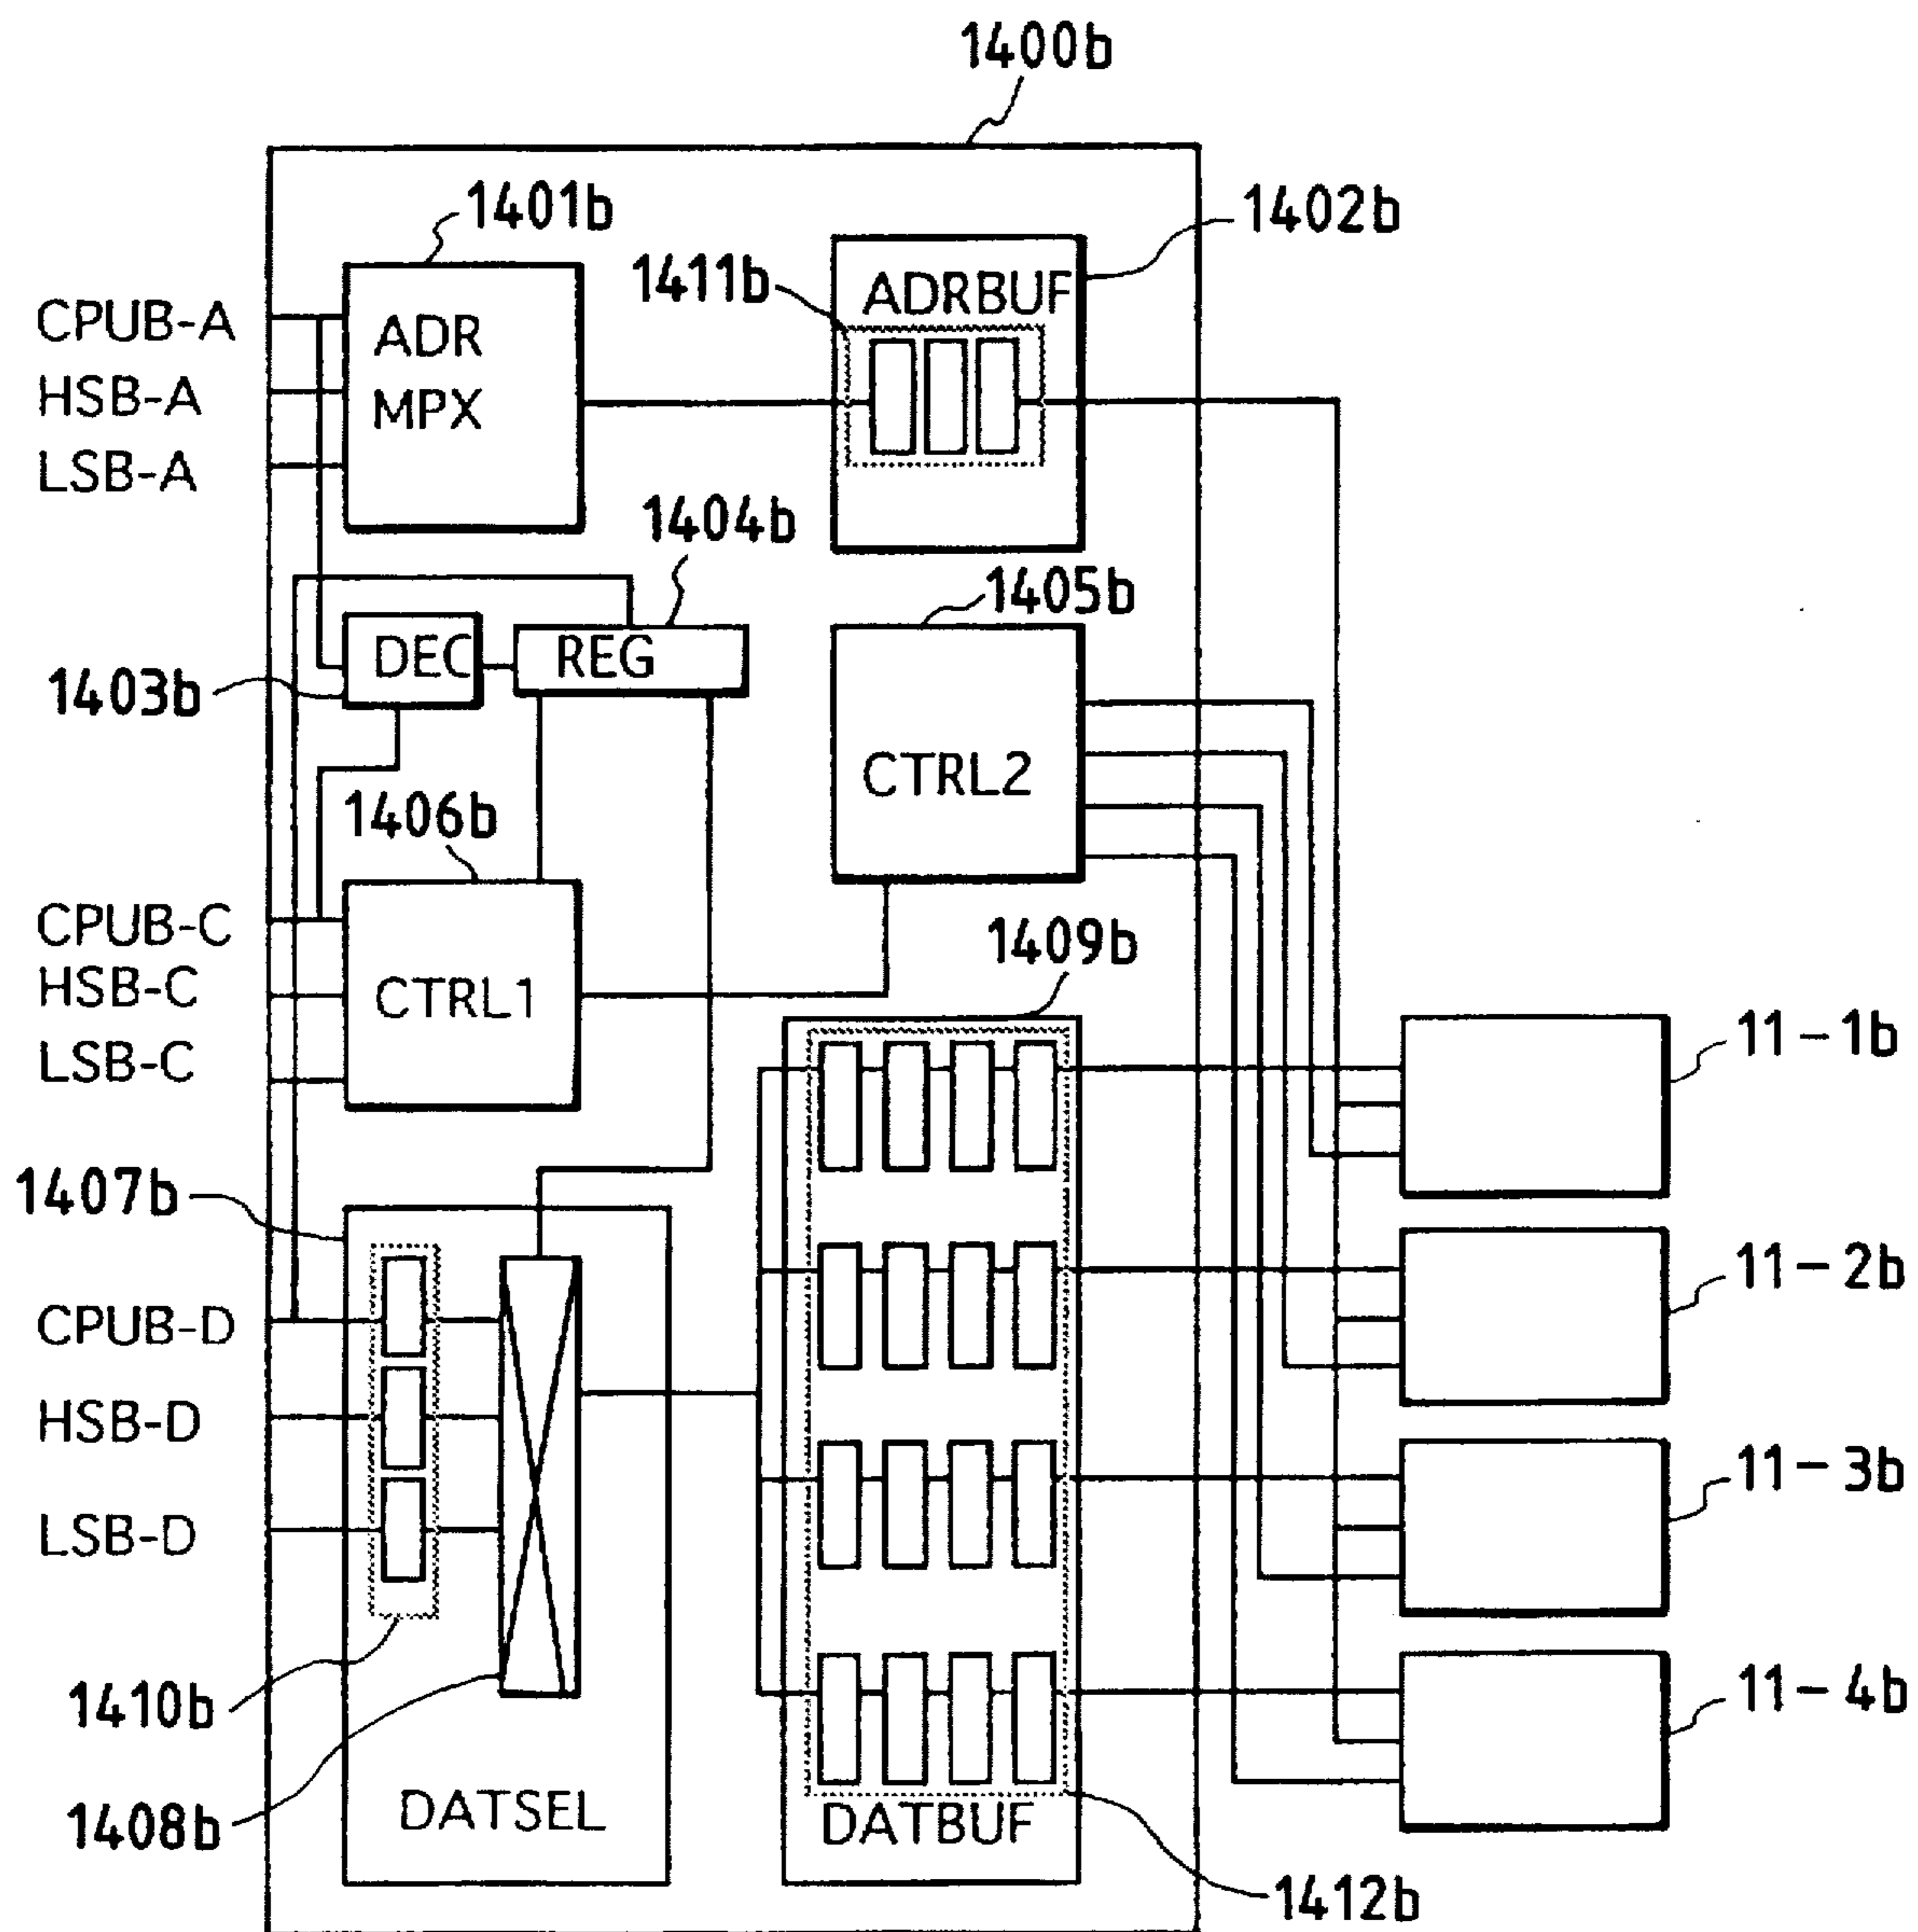 1400b
1401b
1402b
1411b
ADRBUF
CPUB-A
ADR
HSB-A
MPX
LSB-A
1404b
1405b
DEC
REG
1403b
CTRL2
1406b
CPUB-C
1409b
HSB-C
CTRL1
11-1b
LSB-C
1407b
11-2b
CPUB-D
HSB-D
11-3b
LSB-D
1410b
11-4b
1408b
DATSEL
DATBUF
1412b